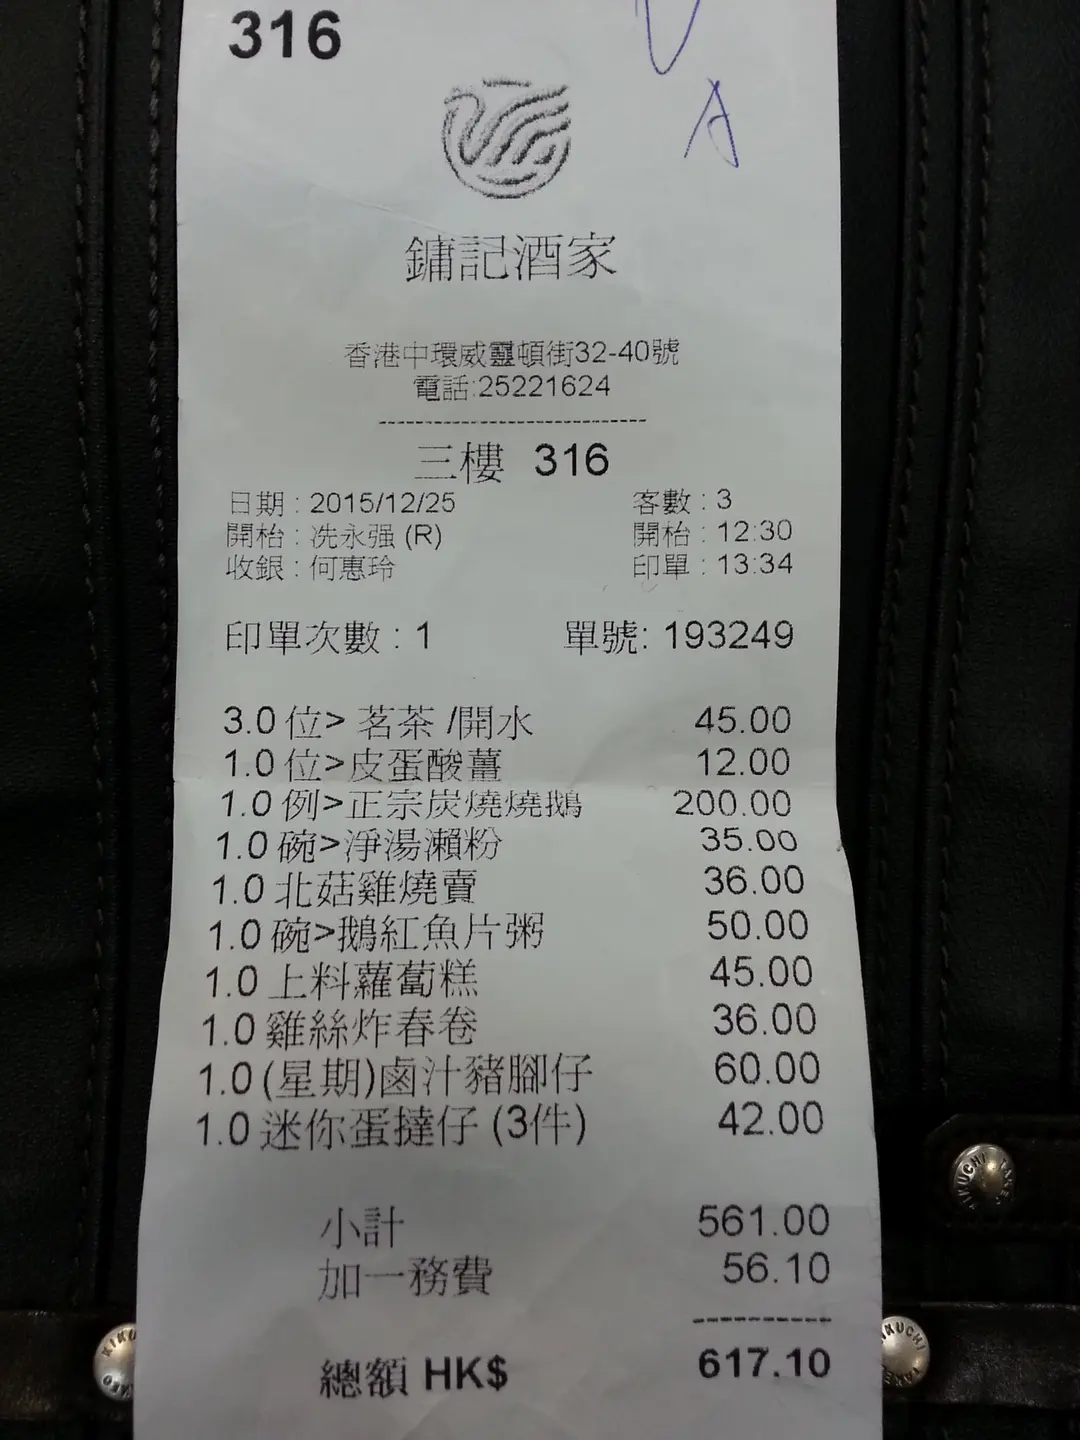 316
A
鏞記酒家
香港中環威靈頓街32-40號
電話:25221624
三樓 316
日期 : 2015/12/25 客數 : 3
開枱 : 冼永强 (R) 開枱 : 12:30
收銀 : 何惠玲 印單 : 13:34
印單次數 : 1 單號: 193249
3.0 位> 茗茶 /開水 45.00
1.0 位>皮蛋酸薑 12.00
1.0 例>正宗炭燒燒鵝 200.00
1.0 碗>淨湯瀨粉 35.00
1.0 北菇雞燒賣 36.00
1.0 碗>鵝紅魚片粥 50.00
1.0 上料蘿蔔糕 45.00
1.0 雞絲炸春卷 36.00
1.0 (星期)鹵汁豬腳仔 60.00
1.0 迷你蛋撻仔 (3件) 42.00
小計 561.00
加一務費 56.10
總額 HK$ 617.10
KIKUCHI TAKEO